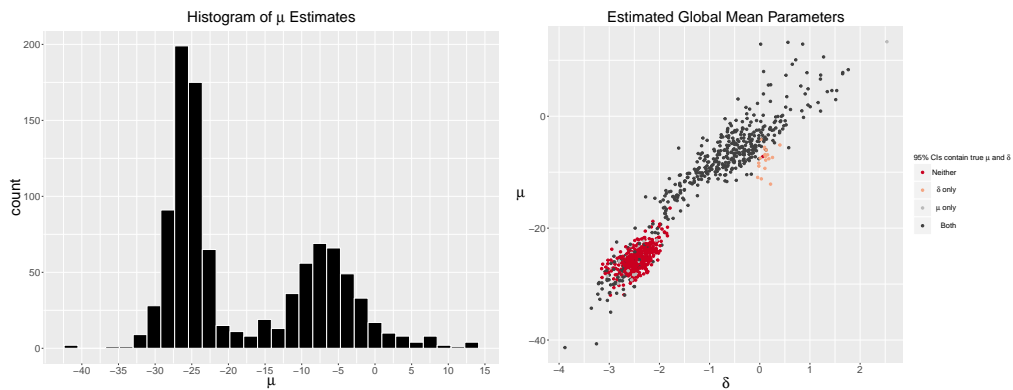 Histogram of μ Estimates
count
200
150
100
50
0
−40 −35 −30 −25 −20 −15 −10 −5 0 5 10 15
μ
Estimated Global Mean Parameters
μ
0
−20
−40
−4 −3 −2 −1 0 1 2
δ
95% CIs contain true μ and δ
Neither
δ only
μ only
Both